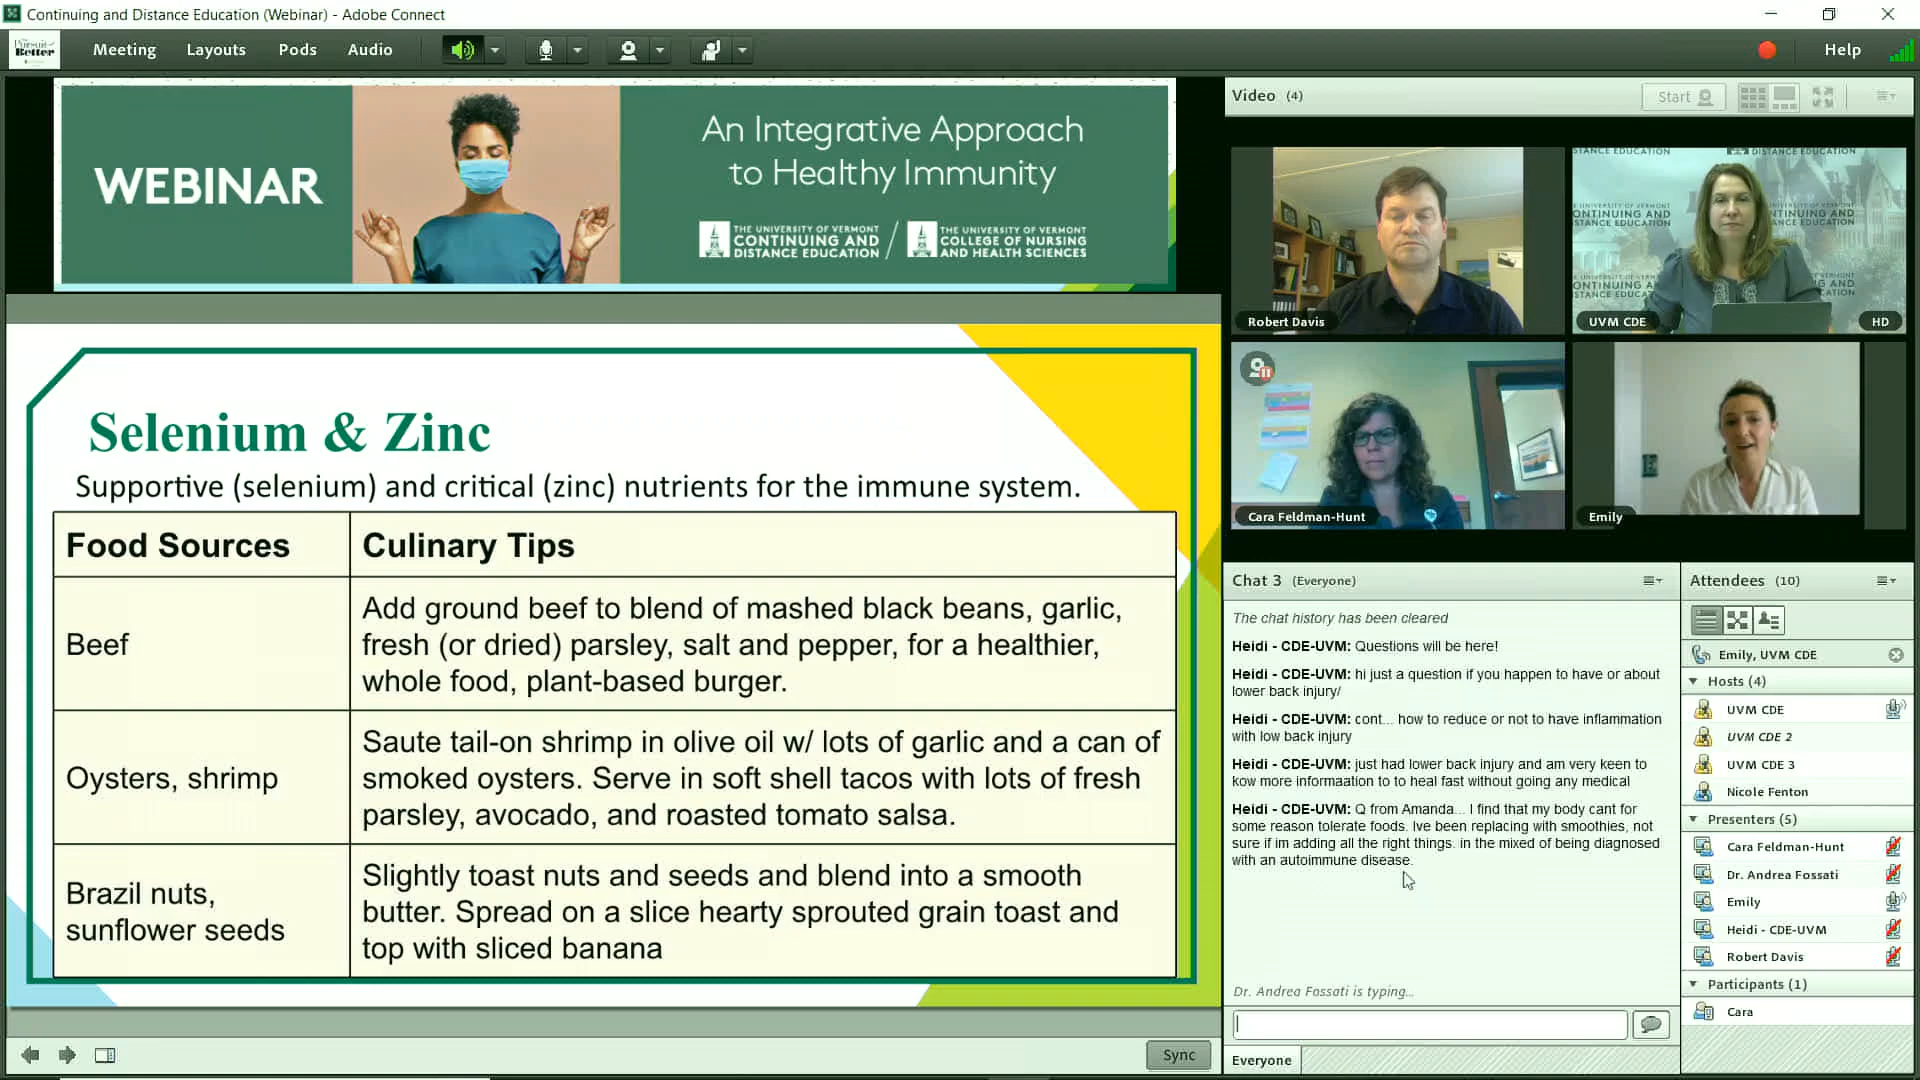 Continuing and Distance Education (Webinar) - Adobe Connect
Pursuit of
Better
Meeting
Layouts
Pods
Audio
Help
WEBINAR
An Integrative Approach
to Healthy Immunity
THE UNIVERSITY OF VERMONT
CONTINUING AND
DISTANCE EDUCATION
THE UNIVERSITY OF VERMONT
COLLEGE OF NURSING
AND HEALTH SCIENCES
Selenium & Zinc
Supportive (selenium) and critical (zinc) nutrients for the immune system.
Food Sources
Culinary Tips
Beef
Add ground beef to blend of mashed black beans, garlic,
fresh (or dried) parsley, salt and pepper, for a healthier,
whole food, plant-based burger.
Oysters, shrimp
Saute tail-on shrimp in olive oil w/ lots of garlic and a can of
smoked oysters. Serve in soft shell tacos with lots of fresh
parsley, avocado, and roasted tomato salsa.
Brazil nuts,
sunflower seeds
Slightly toast nuts and seeds and blend into a smooth
butter. Spread on a slice hearty sprouted grain toast and
top with sliced banana
Sync
Video (4)
Start
Robert Davis
UVM CDE
HD
Cara Feldman-Hunt
Emily
Chat 3 (Everyone)
The chat history has been cleared
Heidi - CDE-UVM: Questions will be here!
Heidi - CDE-UVM: hi just a question if you happen to have or about
lower back injury/
Heidi - CDE-UVM: cont... how to reduce or not to have inflammation
with low back injury
Heidi - CDE-UVM: just had lower back injury and am very keen to
kow more informaation to to heal fast without going any medical
Heidi - CDE-UVM: Q from Amanda... I find that my body cant for
some reason tolerate foods. Ive been replacing with smoothies, not
sure if im adding all the right things. in the mixed of being diagnosed
with an autoimmune disease.
Dr. Andrea Fossati is typing...
Everyone
Attendees (10)
Emily, UVM CDE
Hosts (4)
UVM CDE
UVM CDE 2
UVM CDE 3
Nicole Fenton
Presenters (5)
Cara Feldman-Hunt
Dr. Andrea Fossati
Emily
Heidi - CDE-UVM
Robert Davis
Participants (1)
Cara